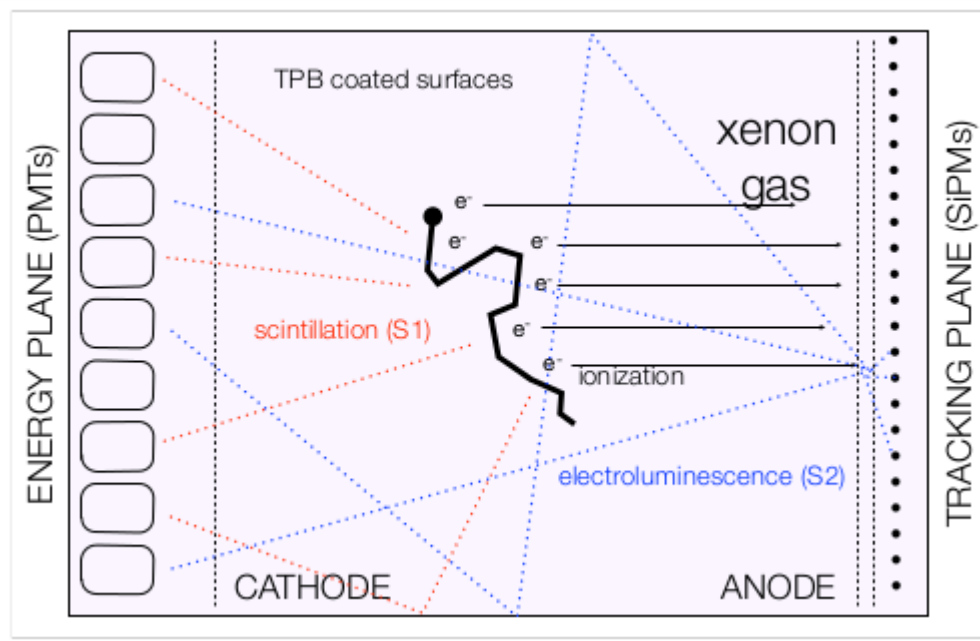 ENERGY PLANE (PMTs)
TPB coated surfaces
xenon
gas
TRACKING PLANE (SiPMs)
e⁻
e⁻
e⁻
e⁻
scintillation (S1)
e⁻
e⁻
ionization
electroluminescence (S2)
CATHODE
ANODE